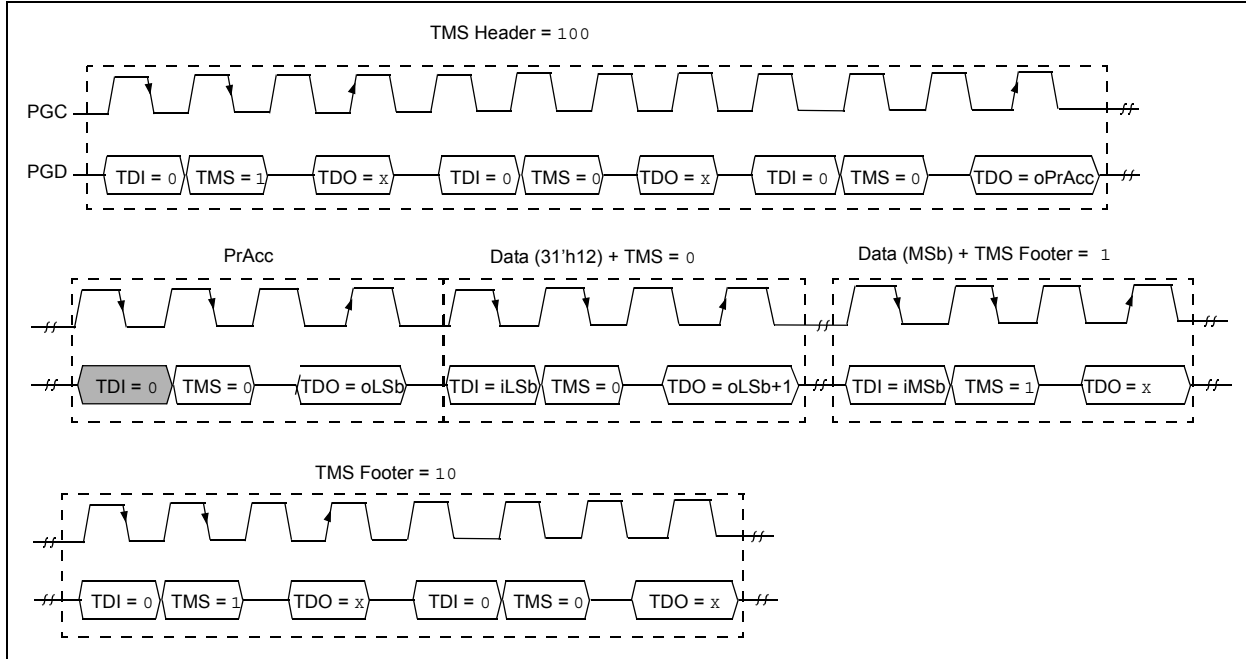 TMS Header = 100
PGC
PGD TDI = 0 TMS = 1 TDO = x TDI = 0 TMS = 0 TDO = x TDI = 0 TMS = 0 TDO = oPrAcc
PrAcc Data (31'h12) + TMS = 0 Data (MSb) + TMS Footer = 1
TDI = 0 TMS = 0 TDO = oLSb TDI = iLSb TMS = 0 TDO = oLSb+1 TDI = iMSb TMS = 1 TDO = x
TMS Footer = 10
TDI = 0 TMS = 1 TDO = x TDI = 0 TMS = 0 TDO = x